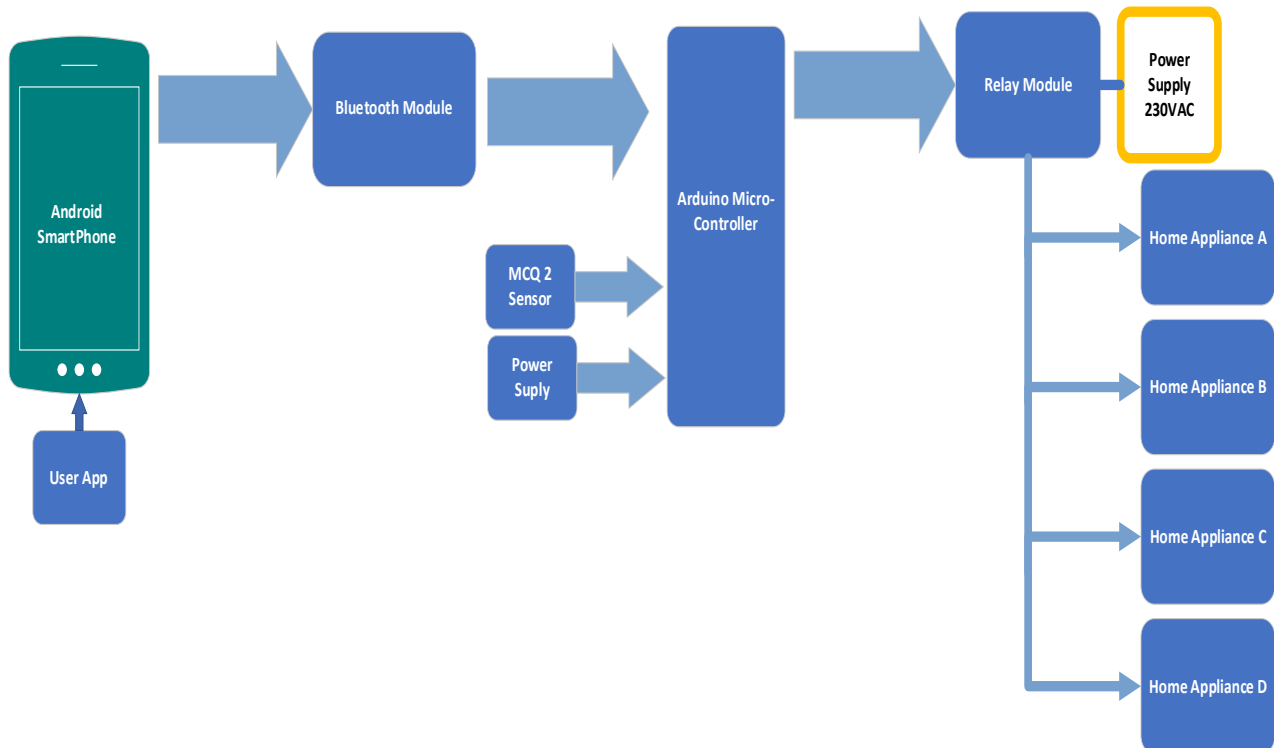 Android
SmartPhone
User App
Bluetooth Module
MCQ 2
Sensor
Power
Suply
Arduino Micro-
Controller
Relay Module
Power
Supply
230VAC
Home Appliance A
Home Appliance B
Home Appliance C
Home Appliance D